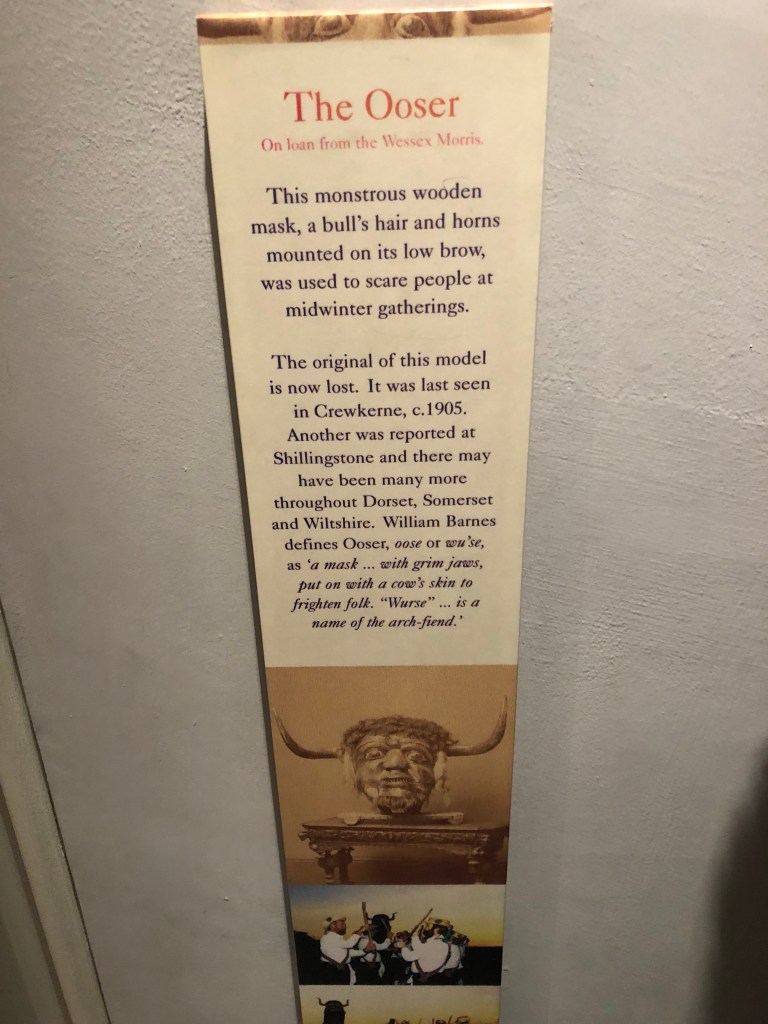 The Ooser
On loan from the Wessex Morris.
This monstrous wooden
mask, a bull's hair and horns
mounted on its low brow,
was used to scare people at
midwinter gatherings.
The original of this model
is now lost. It was last seen
in Crewkerne, c.1905.
Another was reported at
Shillingstone and there may
have been many more
throughout Dorset, Somerset
and Wiltshire. William Barnes
defines Ooser, oose or wu'se,
as 'a mask ... with grim jaws,
put on with a cow's skin to
frighten folk. "Wurse" ... is a
name of the arch-fiend.'